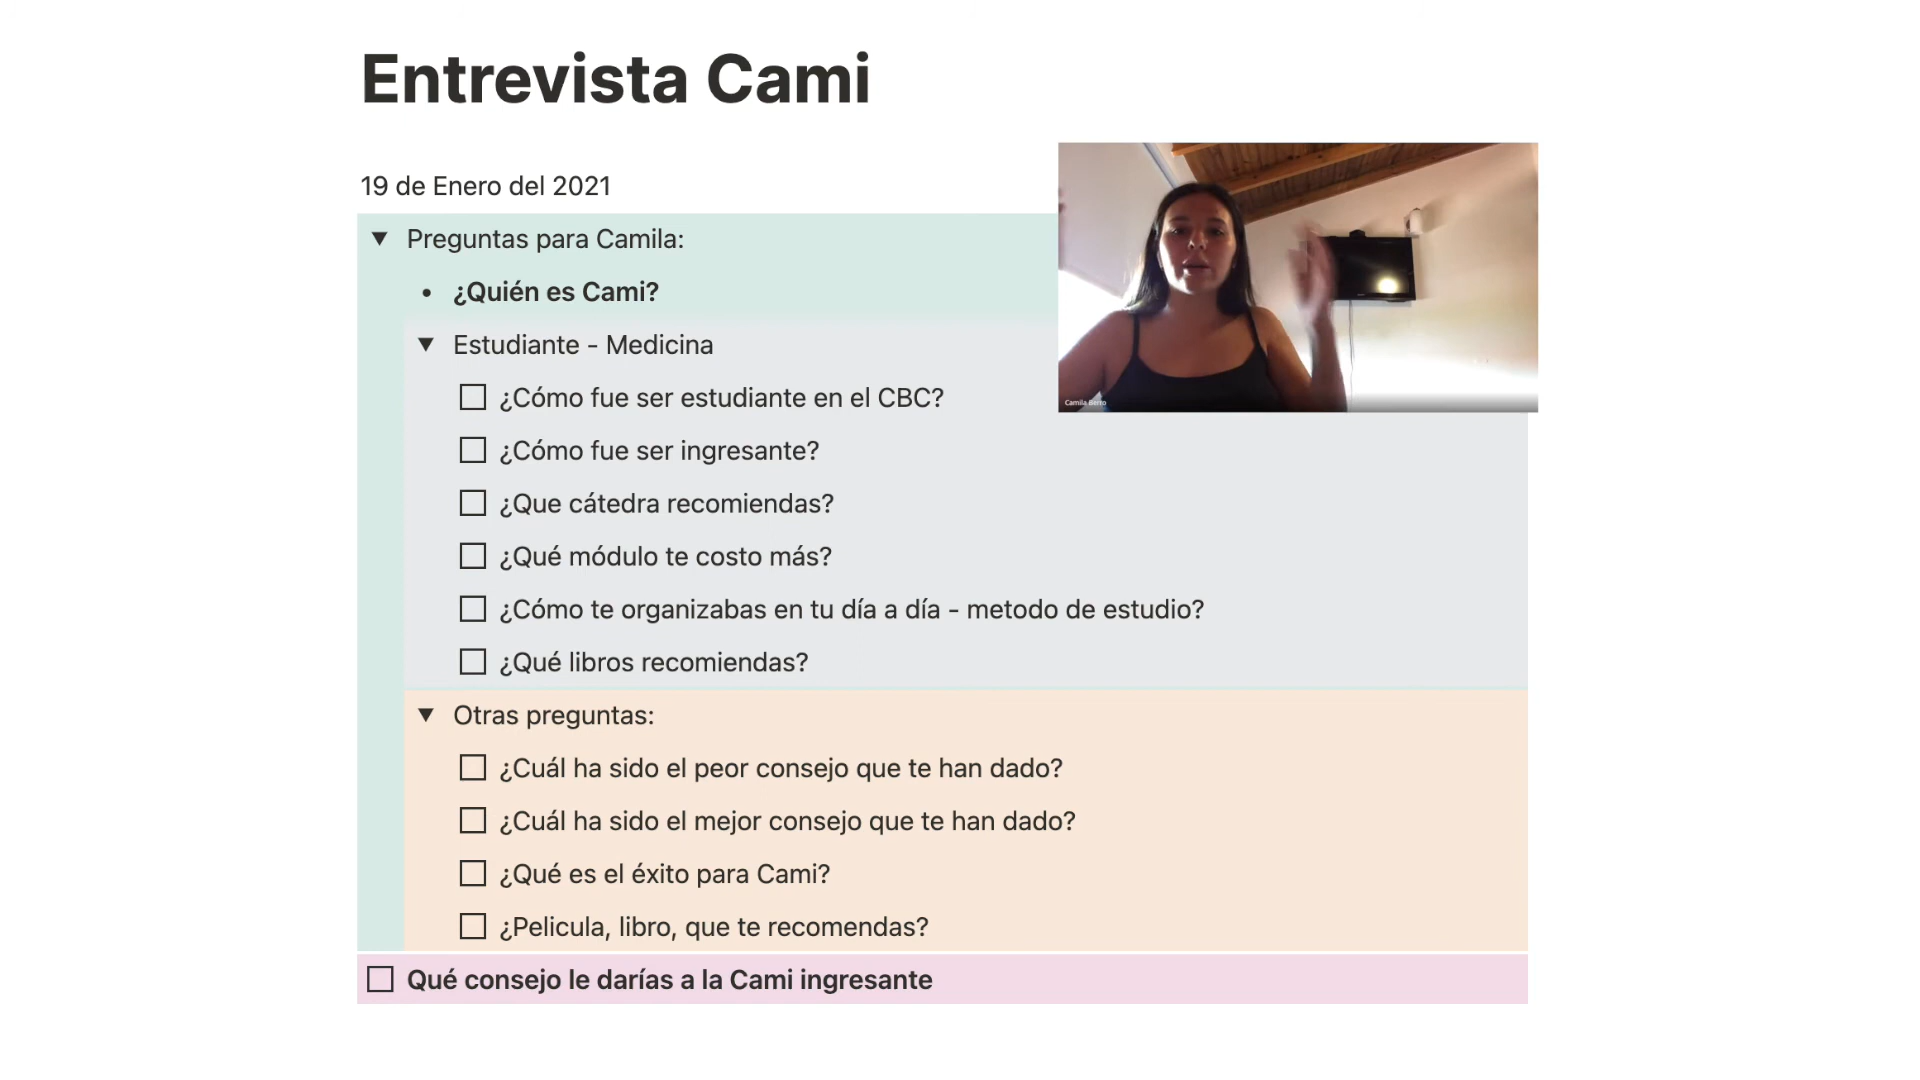 Entrevista Cami
19 de Enero del 2021
Preguntas para Camila:
¿Quién es Cami?
Estudiante - Medicina
¿Cómo fue ser estudiante en el CBC?
¿Cómo fue ser ingresante?
¿Que cátedra recomiendas?
¿Qué módulo te costo más?
¿Cómo te organizabas en tu día a día - metodo de estudio?
¿Qué libros recomiendas?
Otras preguntas:
¿Cuál ha sido el peor consejo que te han dado?
¿Cuál ha sido el mejor consejo que te han dado?
¿Qué es el éxito para Cami?
¿Pelicula, libro, que te recomendas?
Qué consejo le darías a la Cami ingresante
Camila